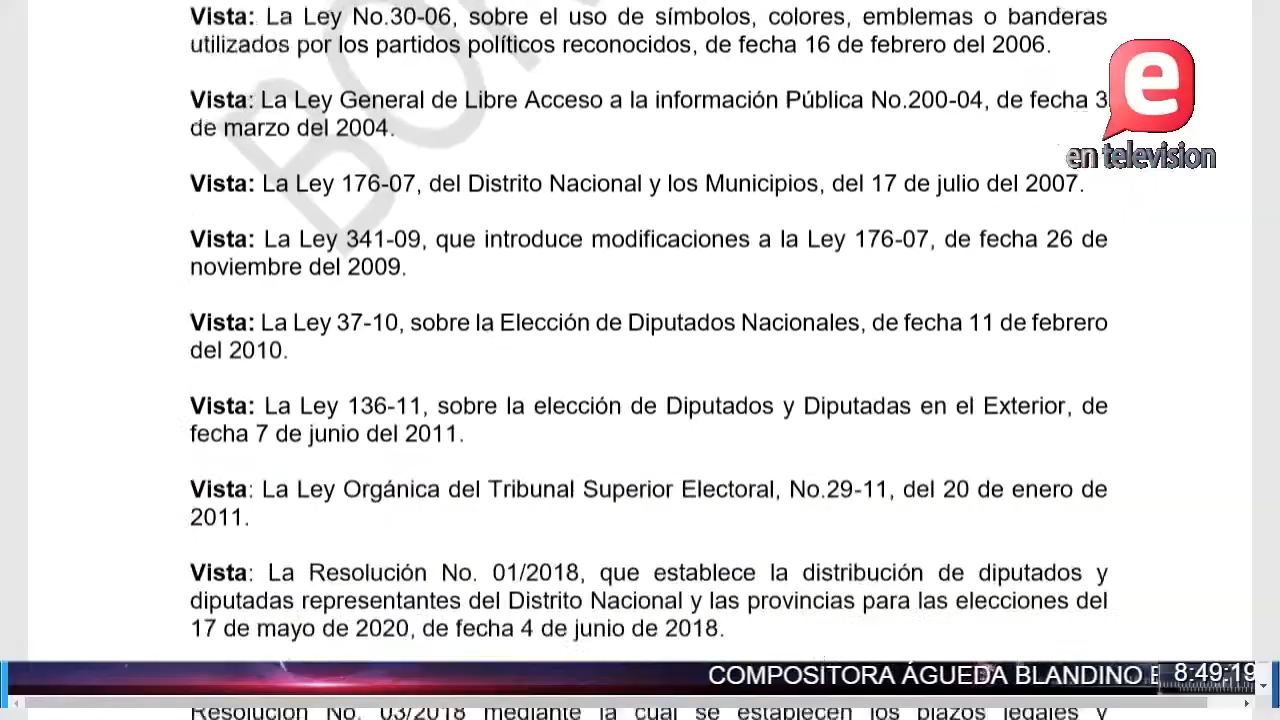 Vista: La Ley No.30-06, sobre el uso de símbolos, colores, emblemas o banderas
utilizados por los partidos políticos reconocidos, de fecha 16 de febrero del 2006.
Vista: La Ley General de Libre Acceso a la información Pública No.200-04, de fecha 3
de marzo del 2004.
e
en television
Vista: La Ley 176-07, del Distrito Nacional y los Municipios, del 17 de julio del 2007.
Vista: La Ley 341-09, que introduce modificaciones a la Ley 176-07, de fecha 26 de
noviembre del 2009.
Vista: La Ley 37-10, sobre la Elección de Diputados Nacionales, de fecha 11 de febrero
del 2010.
Vista: La Ley 136-11, sobre la elección de Diputados y Diputadas en el Exterior, de
fecha 7 de junio del 2011.
Vista: La Ley Orgánica del Tribunal Superior Electoral, No.29-11, del 20 de enero de
2011.
Vista: La Resolución No. 01/2018, que establece la distribución de diputados y
diputadas representantes del Distrito Nacional y las provincias para las elecciones del
17 de mayo de 2020, de fecha 4 de junio de 2018.
COMPOSITORA ÁGUEDA BLANDINO
8:49:19
Resolución No. 03/2018 mediante la cual se establecen los plazos legales y